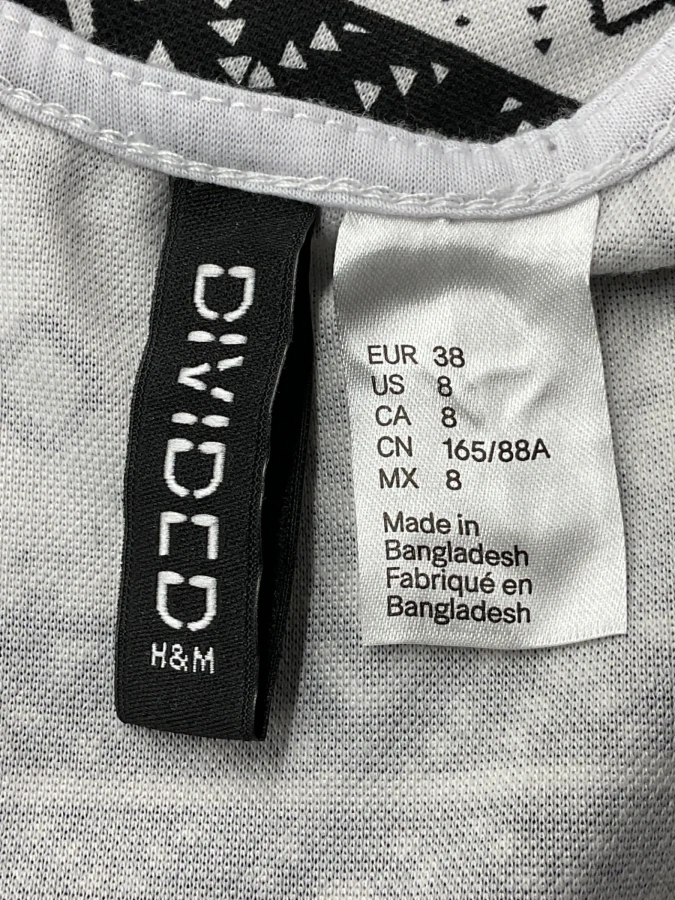 DIVIDED
H&M
EUR 38
US 8
CA 8
CN 165/88A
MX 8
Made in
Bangladesh
Fabriqué en
Bangladesh